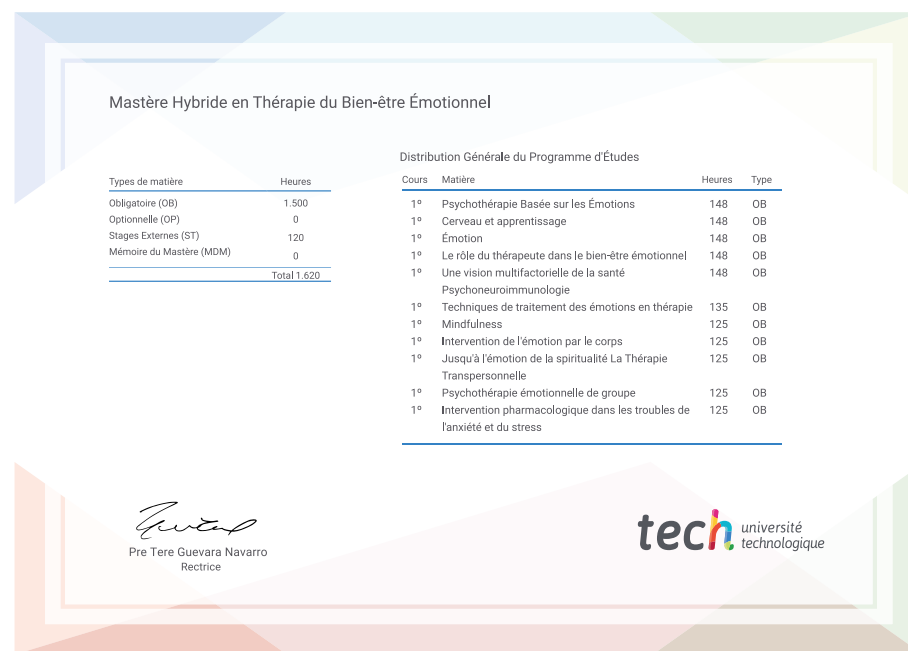 Mastère Hybride en Thérapie du Bien-être Émotionnel
Types de matière Heures
Obligatoire (OB) 1.500
Optionnelle (OP) 0
Stages Externes (ST) 120
Mémoire du Mastère (MDM) 0
Total 1.620
Distribution Générale du Programme d'Études
Cours Matière Heures Type
1º Psychothérapie Basée sur les Émotions 148 OB
1º Cerveau et apprentissage 148 OB
1º Émotion 148 OB
1º Le rôle du thérapeute dans le bien-être émotionnel 148 OB
1º Une vision multifactorielle de la santé 148 OB
Psychoneuroimmunologie
1º Techniques de traitement des émotions en thérapie 135 OB
1º Mindfulness 125 OB
1º Intervention de l'émotion par le corps 125 OB
1º Jusqu'à l'émotion de la spiritualité La Thérapie 125 OB
Transpersonnelle
1º Psychothérapie émotionnelle de groupe 125 OB
1º Intervention pharmacologique dans les troubles de 125 OB
l'anxiété et du stress
Pre Tere Guevara Navarro
Rectrice
tech université
technologique